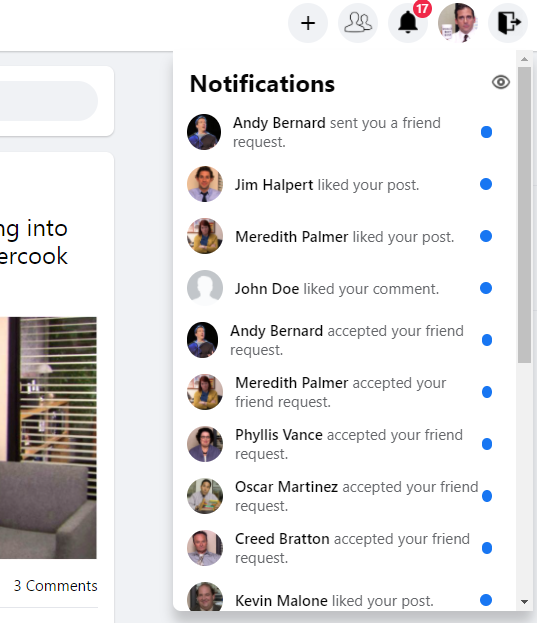 17
Notifications
Andy Bernard sent you a friend
request.
Jim Halpert liked your post.
Meredith Palmer liked your post.
John Doe liked your comment.
Andy Bernard accepted your friend
request.
Meredith Palmer accepted your
friend request.
Phyllis Vance accepted your friend
request.
Oscar Martinez accepted your friend
request.
Creed Bratton accepted your friend
request.
Kevin Malone liked your post.
ng into
ercook
3 Comments